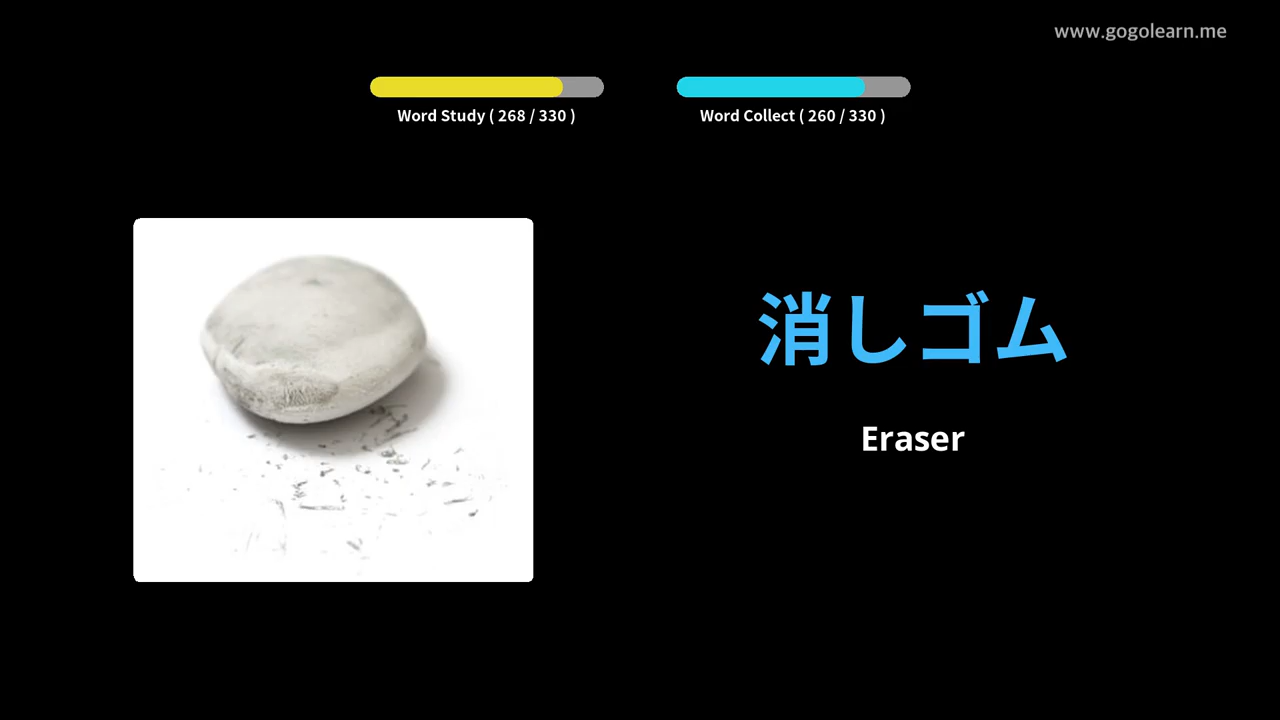 www.gogolearn.me
Word Study ( 268 / 330 )
Word Collect ( 260 / 330 )
消しゴム
Eraser